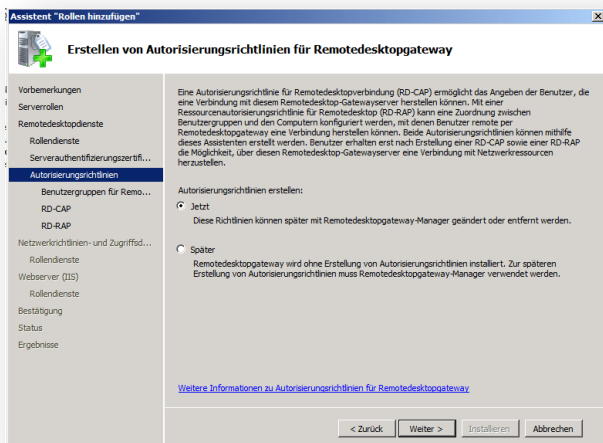 Assistent "Rollen hinzufügen"
Erstellen von Autorisierungsrichtlinien für Remotedesktopgateway
Vorbemerkungen
Serverrollen
Remotedesktopdienste
Rollendienste
Serverauthentifizierungszertifi...
Autorisierungsrichtlinien
Benutzergruppen für Remo...
RD-CAP
RD-RAP
Netzwerkrichtlinien- und Zugriffsd...
Rollendienste
Webserver (IIS)
Rollendienste
Bestätigung
Status
Ergebnisse
Eine Autorisierungsrichtlinie für Remotedesktopverbindung (RD-CAP) ermöglicht das Angeben der Benutzer, die
eine Verbindung mit diesem Remotedesktop-Gatewayserver herstellen können. Mit einer
Ressourcenautorisierungsrichtlinie für Remotedesktop (RD-RAP) kann eine Zuordnung zwischen
Benutzergruppen und den Computern konfiguriert werden, mit denen Benutzer remote per
Remotedesktopgateway eine Verbindung herstellen können. Beide Autorisierungsrichtlinien können mithilfe
dieses Assistenten erstellt werden. Benutzer erhalten erst nach Erstellung einer RD-CAP sowie einer RD-RAP
die Möglichkeit, über diesen Remotedesktop-Gatewayserver eine Verbindung mit Netzwerkressourcen
herzustellen.
Autorisierungsrichtlinien erstellen:
Jetzt
Diese Richtlinien können später mit Remotedesktopgateway-Manager geändert oder entfernt werden.
Später
Remotedesktopgateway wird ohne Erstellung von Autorisierungsrichtlinien installiert. Zur späteren
Erstellung von Autorisierungsrichtlinien muss Remotedesktopgateway-Manager verwendet werden.
Weitere Informationen zu Autorisierungsrichtlinien für Remotedesktopgateway
< Zurück
Weiter >
Installieren
Abbrechen